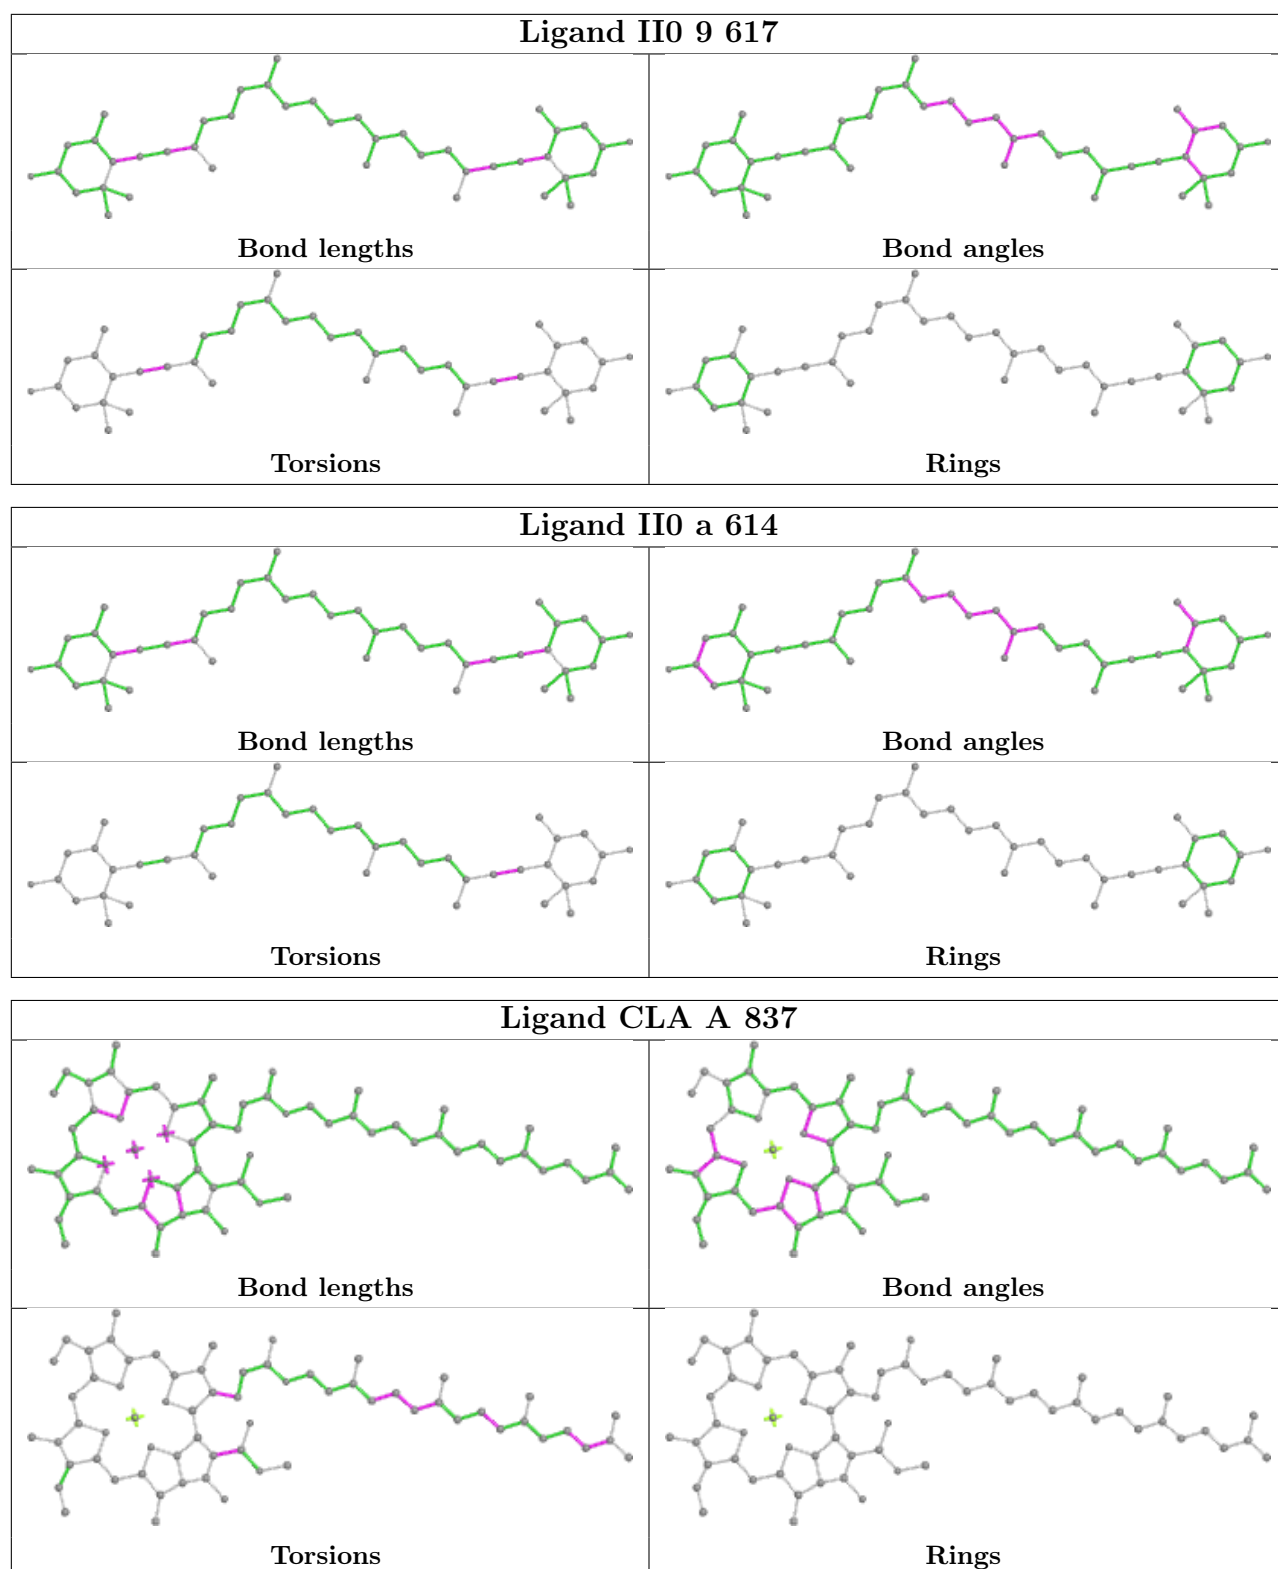 Ligand II0 9 617
Bond lengths
Bond angles
Torsions
Rings
Ligand II0 a 614
Bond lengths
Bond angles
Torsions
Rings
Ligand CLA A 837
Bond lengths
Bond angles
Torsions
Rings